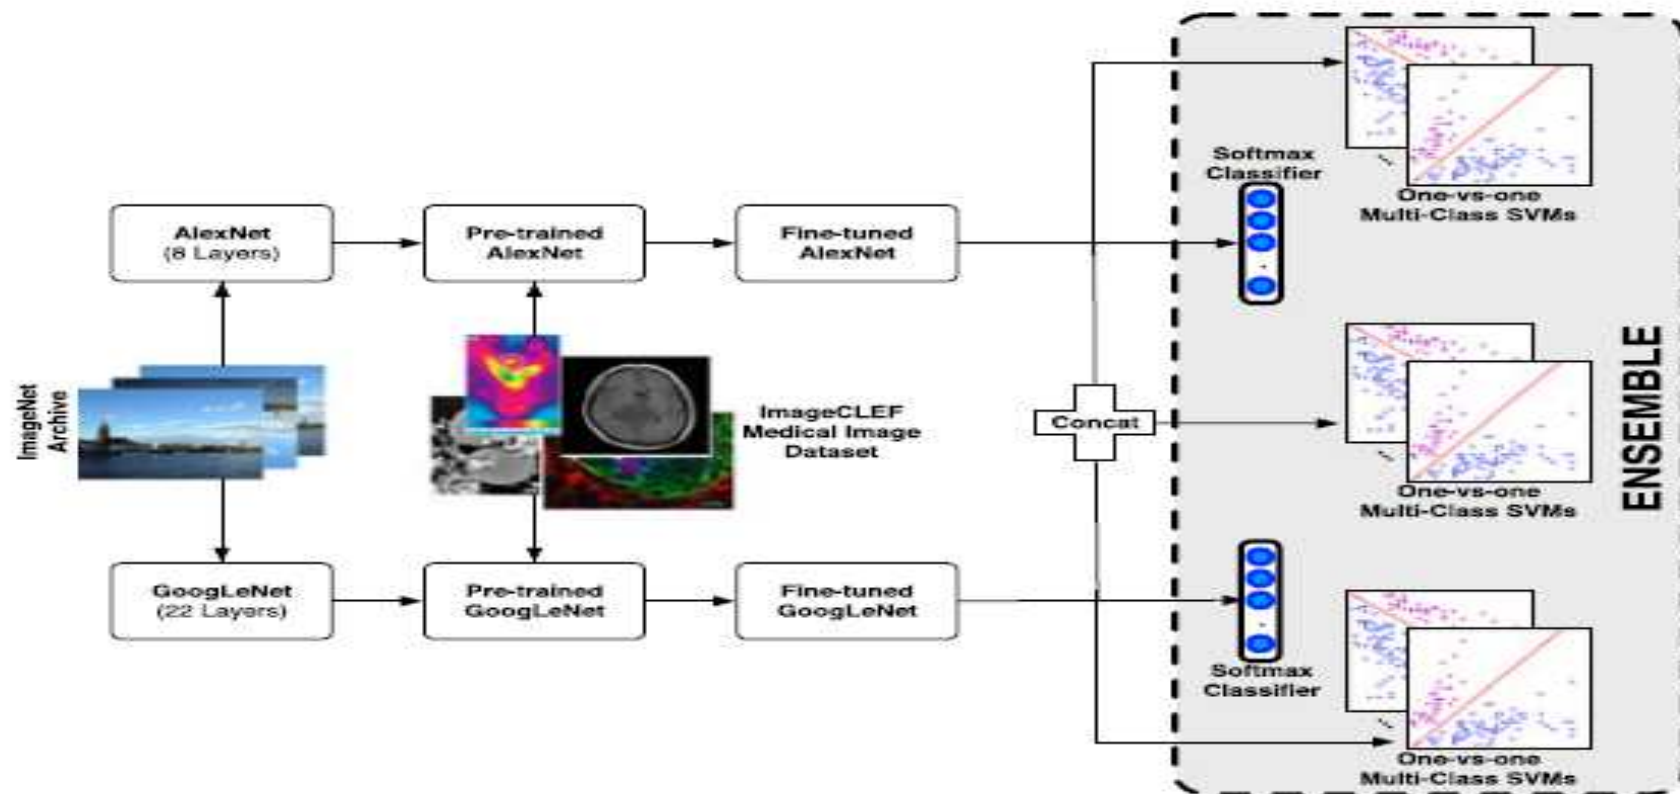 One-vs-one
Multi-Class SVMs
Softmax
Classifier
AlexNet
(8 Layers)
Pre-trained
AlexNet
Fine-tuned
AlexNet
ImageNet
Archive
ImageCLEF
Medical Image
Dataset
Concat
One-vs-one
Multi-Class SVMs
ENSEMBLE
GoogLeNet
(22 Layers)
Pre-trained
GoogLeNet
Fine-tuned
GoogLeNet
Softmax
Classifier
One-vs-one
Multi-Class SVMs